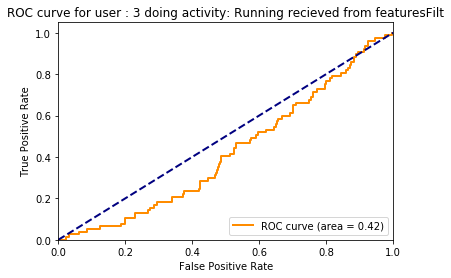 ROC curve for user : 3 doing activity: Running recieved from featuresFilt
True Positive Rate
1.0
0.8
0.6
0.4
0.2
0.0
ROC curve (area = 0.42)
0.0 0.2 0.4 0.6 0.8 1.0
False Positive Rate